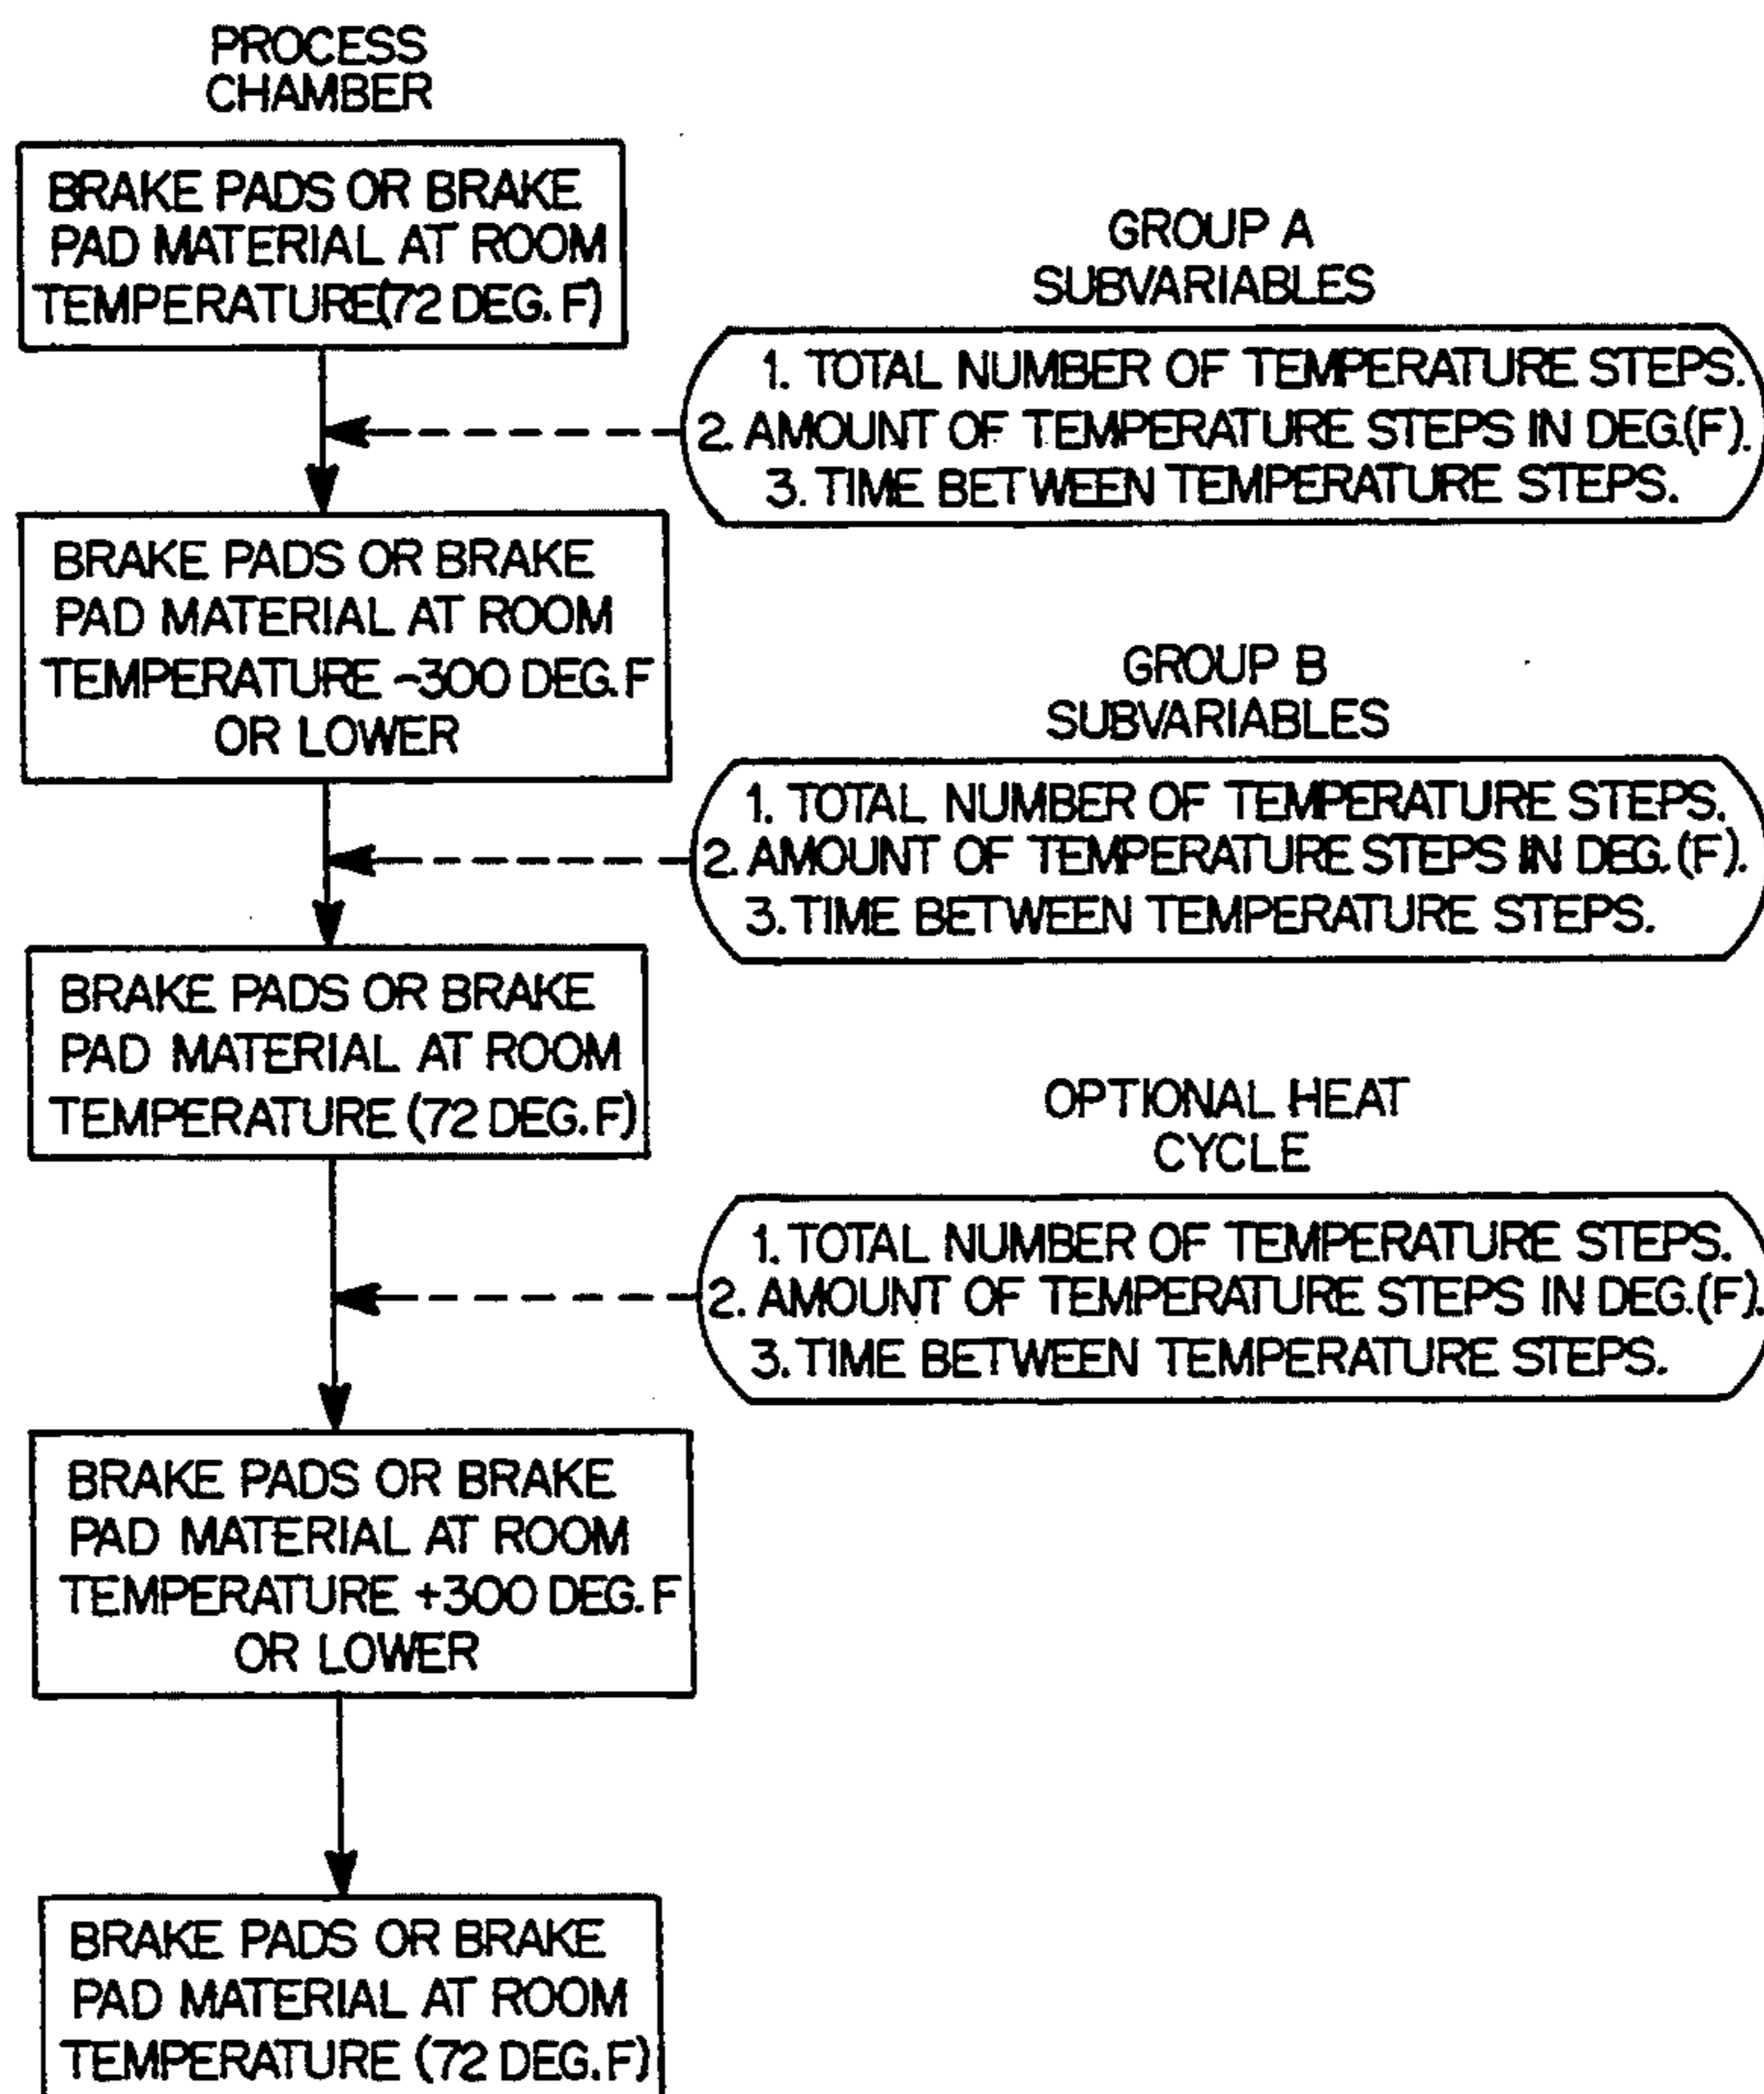 PROCESS
CHAMBER
BRAKE PADS OR BRAKE
PAD MATERIAL AT ROOM
TEMPERATURE(72 DEG. F)
GROUP A
SUBVARIABLES
1. TOTAL NUMBER OF TEMPERATURE STEPS.
2. AMOUNT OF TEMPERATURE STEPS IN DEG.(F).
3. TIME BETWEEN TEMPERATURE STEPS.
BRAKE PADS OR BRAKE
PAD MATERIAL AT ROOM
TEMPERATURE -300 DEG. F
OR LOWER
GROUP B
SUBVARIABLES
1. TOTAL NUMBER OF TEMPERATURE STEPS.
2. AMOUNT OF TEMPERATURE STEPS IN DEG. (F).
3. TIME BETWEEN TEMPERATURE STEPS.
BRAKE PADS OR BRAKE
PAD MATERIAL AT ROOM
TEMPERATURE (72 DEG. F)
OPTIONAL HEAT
CYCLE
1. TOTAL NUMBER OF TEMPERATURE STEPS.
2. AMOUNT OF TEMPERATURE STEPS IN DEG.(F).
3. TIME BETWEEN TEMPERATURE STEPS.
BRAKE PADS OR BRAKE
PAD MATERIAL AT ROOM
TEMPERATURE +300 DEG. F
OR LOWER
BRAKE PADS OR BRAKE
PAD MATERIAL AT ROOM
TEMPERATURE (72 DEG. F)